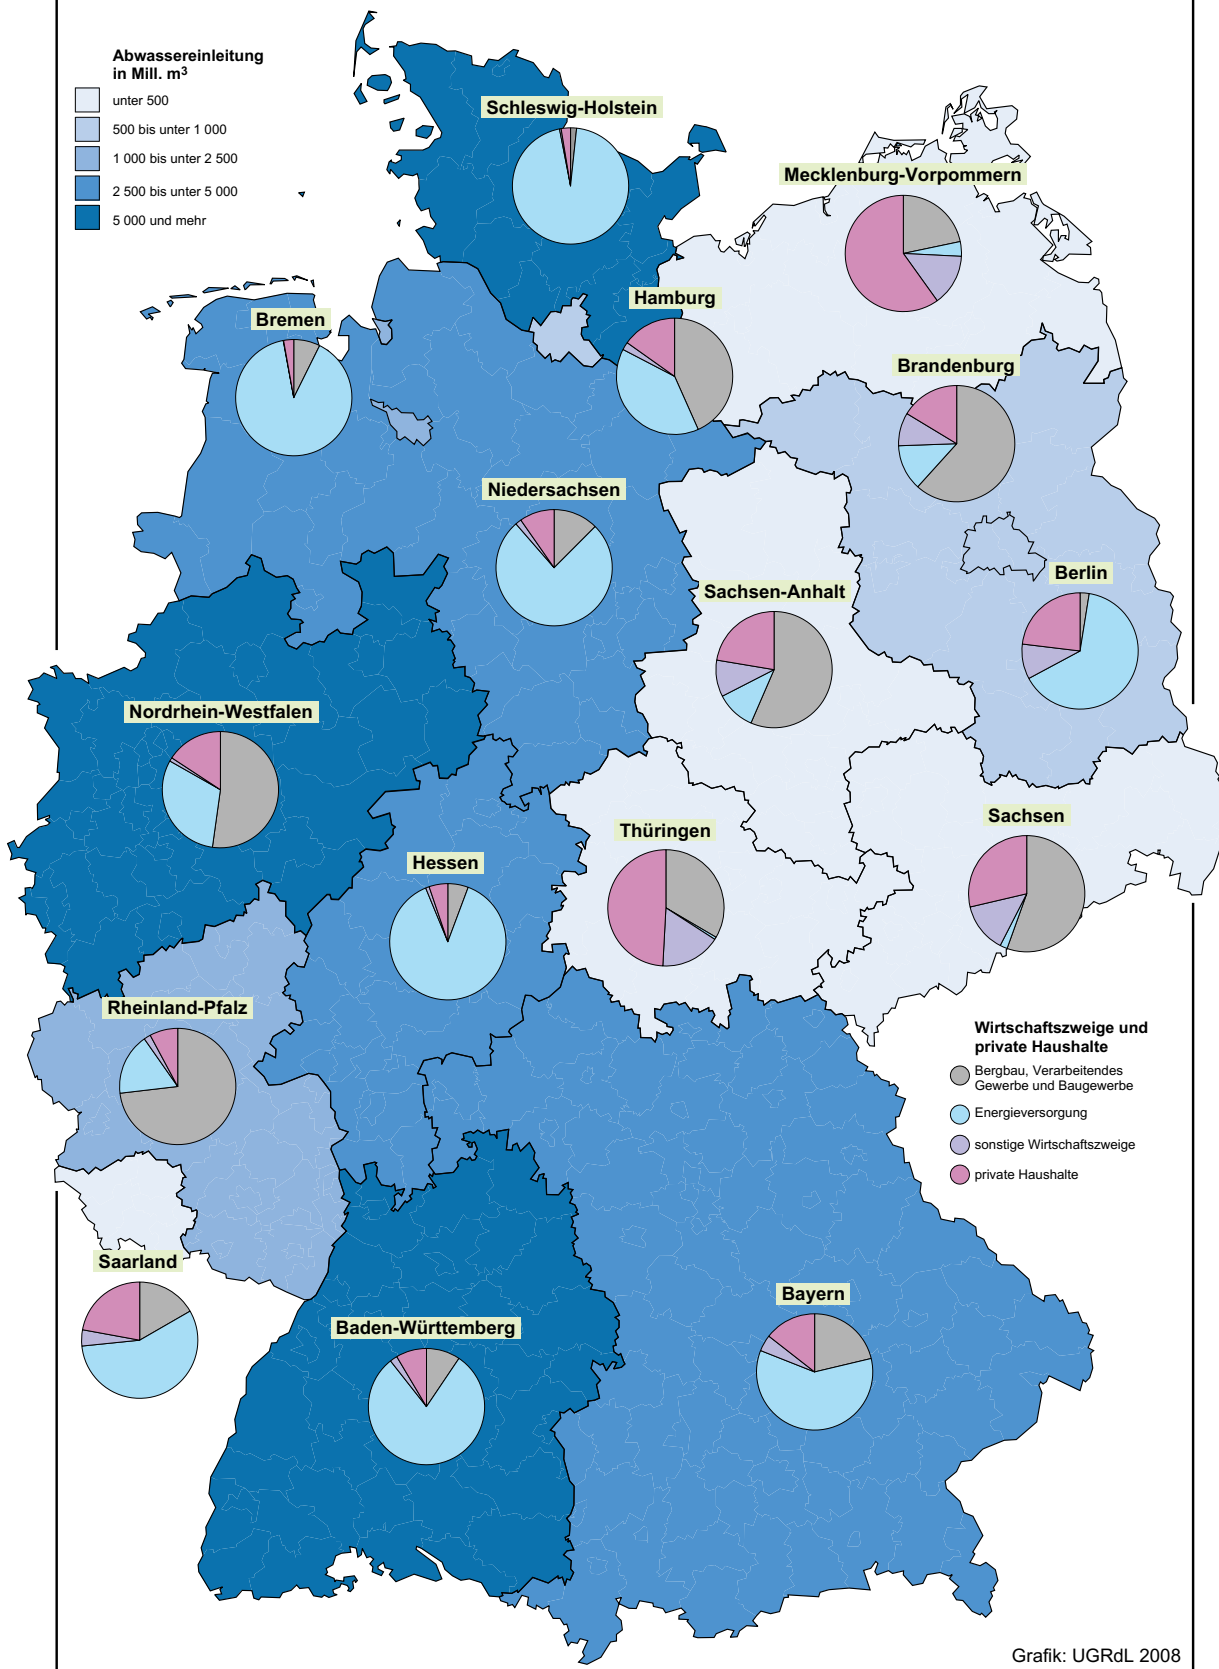 Abwassereinleitung
in Mill. m³
unter 500
500 bis unter 1 000
1 000 bis unter 2 500
2 500 bis unter 5 000
5 000 und mehr
Schleswig-Holstein
Mecklenburg-Vorpommern
Hamburg
Bremen
Brandenburg
Niedersachsen
Berlin
Sachsen-Anhalt
Nordrhein-Westfalen
Sachsen
Thüringen
Hessen
Rheinland-Pfalz
Wirtschaftszweige und
private Haushalte
Bergbau, Verarbeitendes
Gewerbe und Baugewerbe
Energieversorgung
sonstige Wirtschaftszweige
private Haushalte
Saarland
Bayern
Baden-Württemberg
Grafik: UGRdL 2008